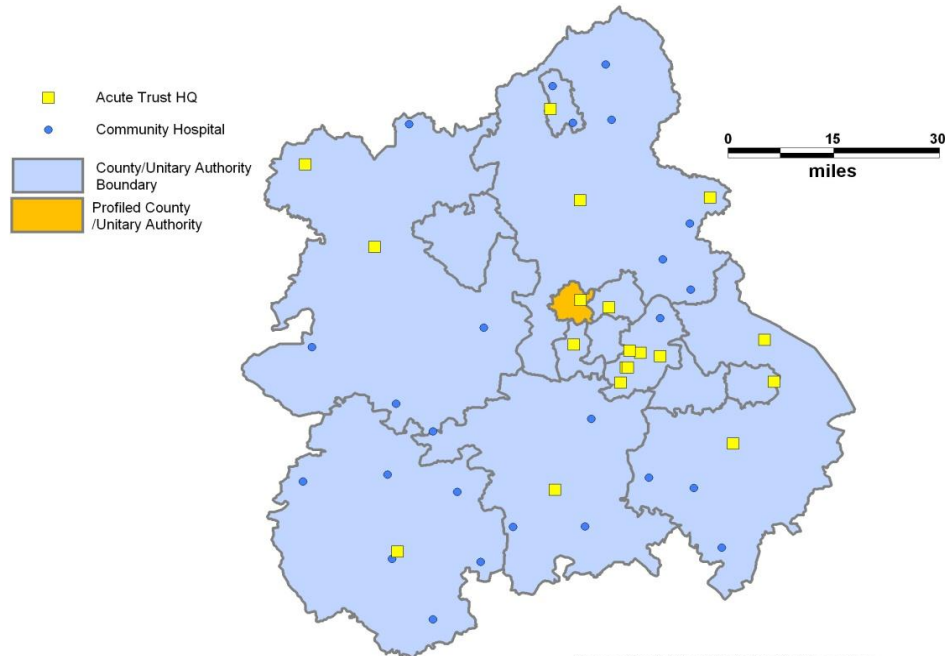 Acute Trust HQ
Community Hospital
County/Unitary Authority
Boundary
Profiled County
/Unitary Authority
0 15 30
miles